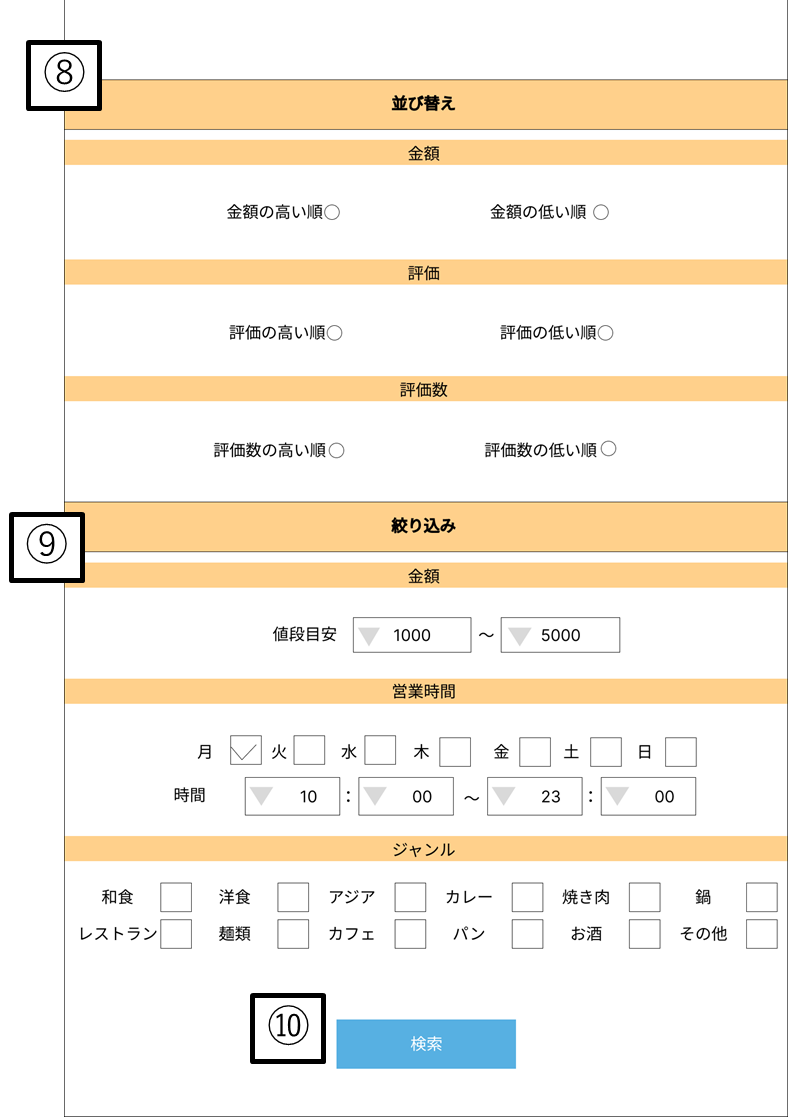 ⑧
並び替え
金額
金額の高い順○ 金額の低い順 ○
評価
評価の高い順○ 評価の低い順○
評価数
評価数の高い順○ 評価数の低い順○
⑨
絞り込み
金額
値段目安 1000 ～ 5000
営業時間
月 火 水 木 金 土 日
時間 10 : 00 ～ 23 : 00
ジャンル
和食 洋食 アジア カレー 焼き肉 鍋
レストラン 麺類 カフェ パン お酒 その他
⑩
検索